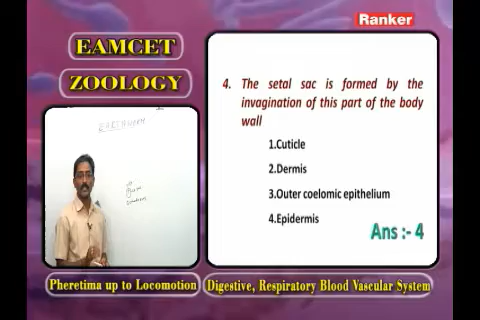 Ranker
EAMCET
ZOOLOGY
4. The setal sac is formed by the
invagination of this part of the body
wall
1.Cuticle
2.Dermis
3.Outer coelomic epithelium
4.Epidermis
Ans :- 4
Pheretima up to Locomotion
Digestive, Respiratory Blood Vascular System